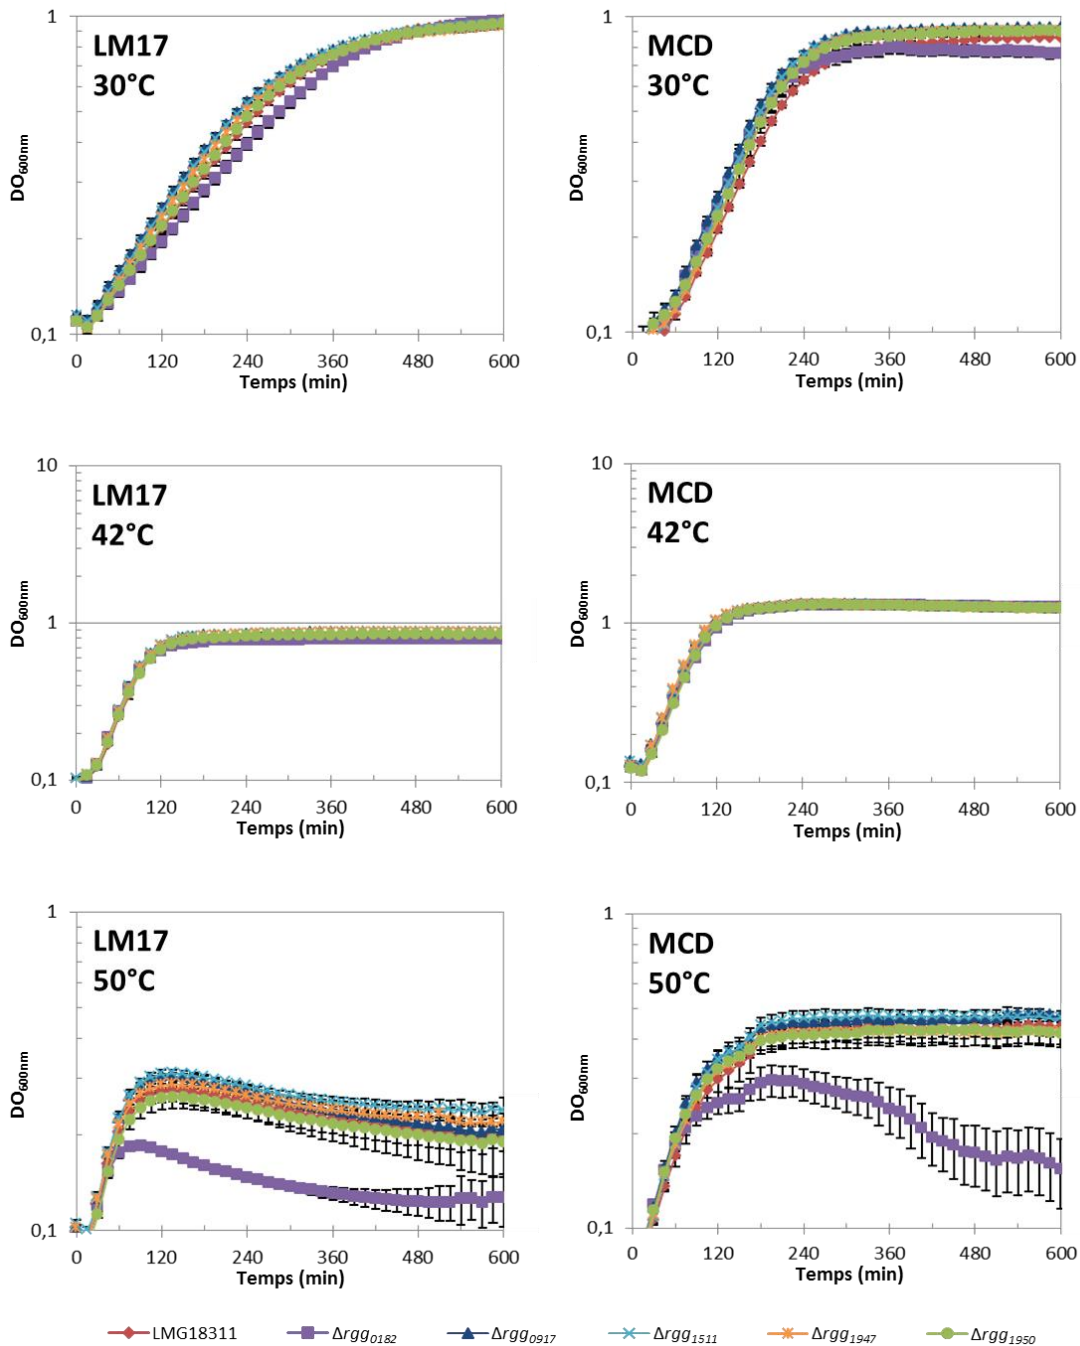 LM17
30°C
1
0,1
DO600nm
0 120 240 360 480 600
Temps (min)
MCD
30°C
1
0,1
DO600nm
0 120 240 360 480 600
Temps (min)
LM17
42°C
10
1
0,1
DO600nm
0 120 240 360 480 600
Temps (min)
MCD
42°C
10
1
0,1
DO600nm
0 120 240 360 480 600
Temps (min)
LM17
50°C
1
0,1
DO600nm
0 120 240 360 480 600
Temps (min)
MCD
50°C
1
0,1
DO600nm
0 120 240 360 480 600
Temps (min)
LMG18311 Δrgg0182 Δrgg0917 Δrgg1511 Δrgg1947 Δrgg1950